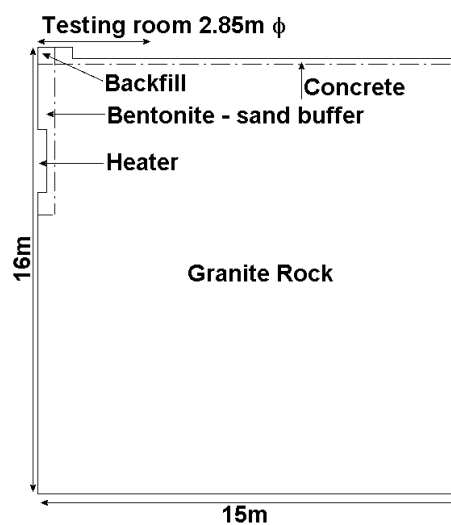 Testing room 2.85m ϕ
Backfill
Concrete
Bentonite - sand buffer
Heater
16m
Granite Rock
15m